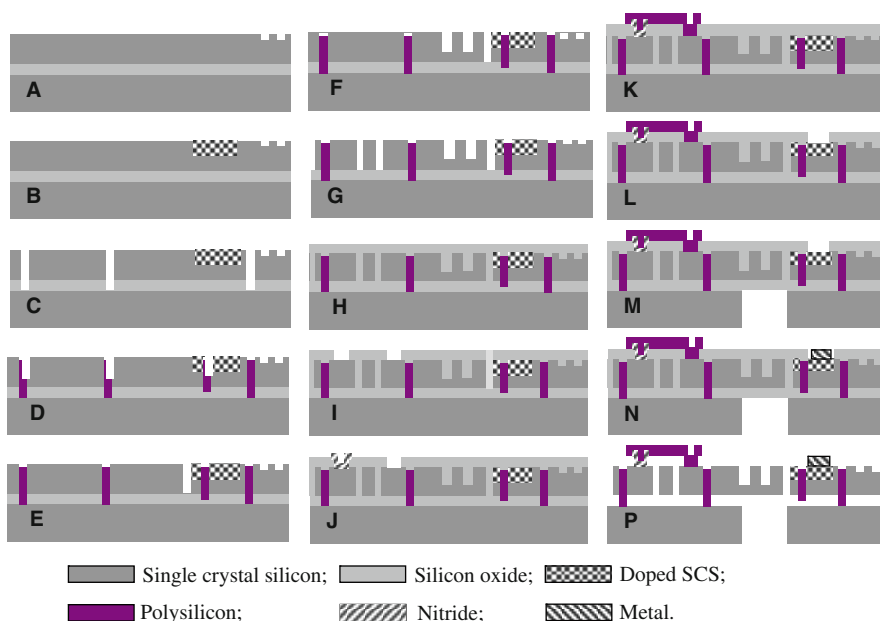 A
B
C
D
E
F
G
H
I
J
K
L
M
N
P
Single crystal silicon; Silicon oxide; Doped SCS;
Polysilicon; Nitride; Metal.